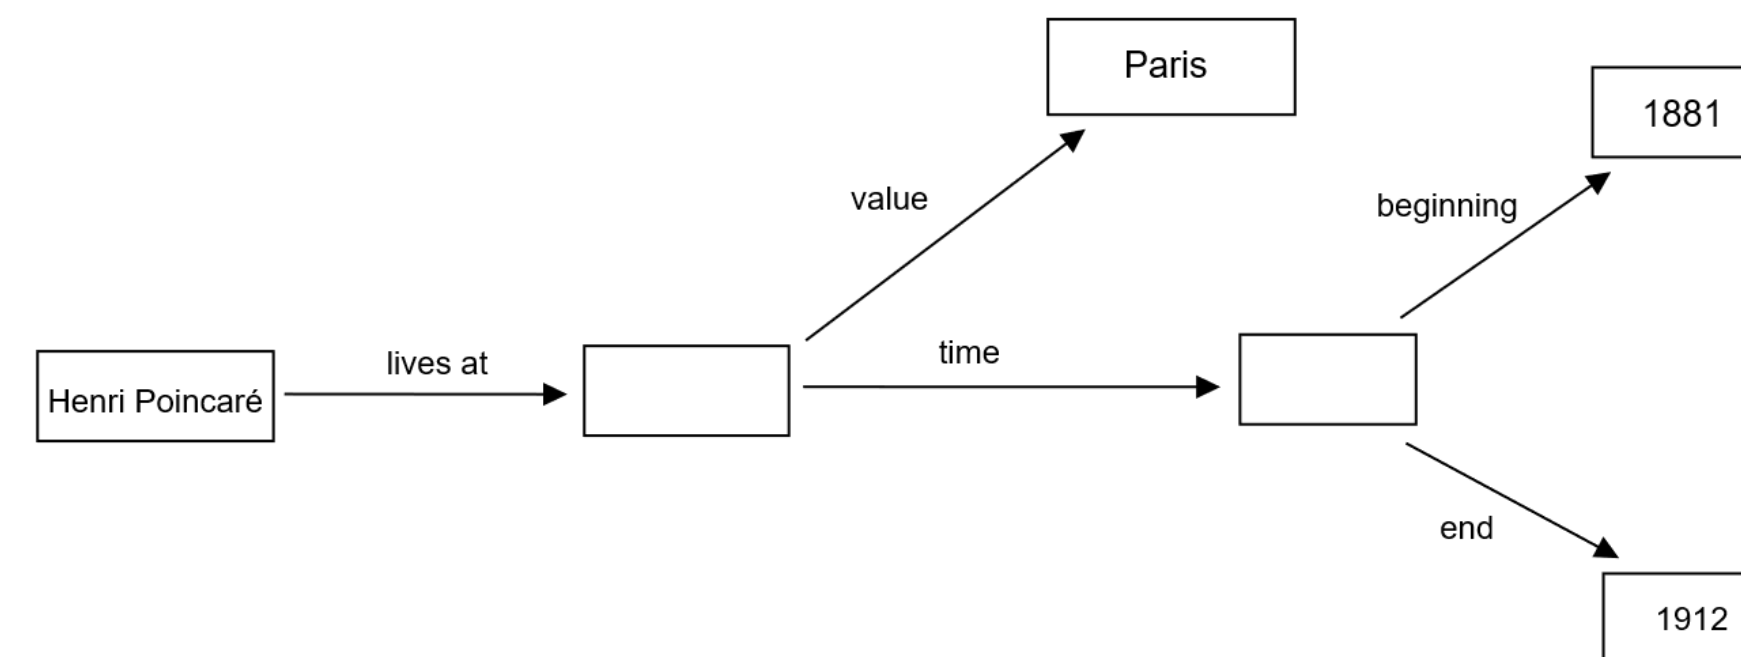 Paris
1881
value
beginning
lives at
time
Henri Poincaré
end
1912